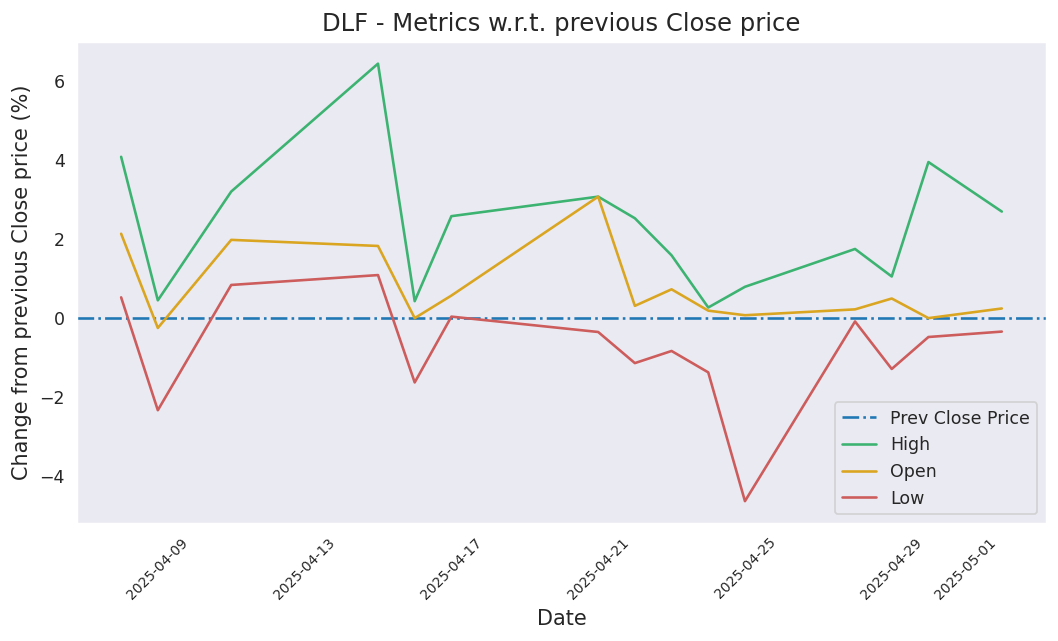 DLF - Metrics w.r.t. previous Close price
Change from previous Close price (%)
6
4
2
0
−2
−4
Prev Close Price
High
Open
Low
2025-04-09
2025-04-13
2025-04-17
2025-04-21
2025-04-25
2025-04-29
2025-05-01
Date